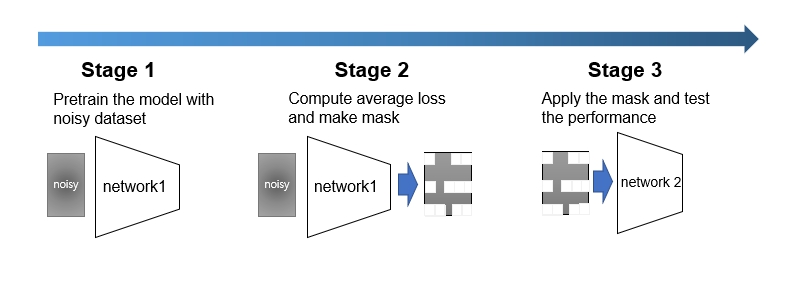 Stage 1
Pretrain the model with
noisy dataset
noisy
network1
Stage 2
Compute average loss
and make mask
noisy
network1
Stage 3
Apply the mask and test
the performance
network 2